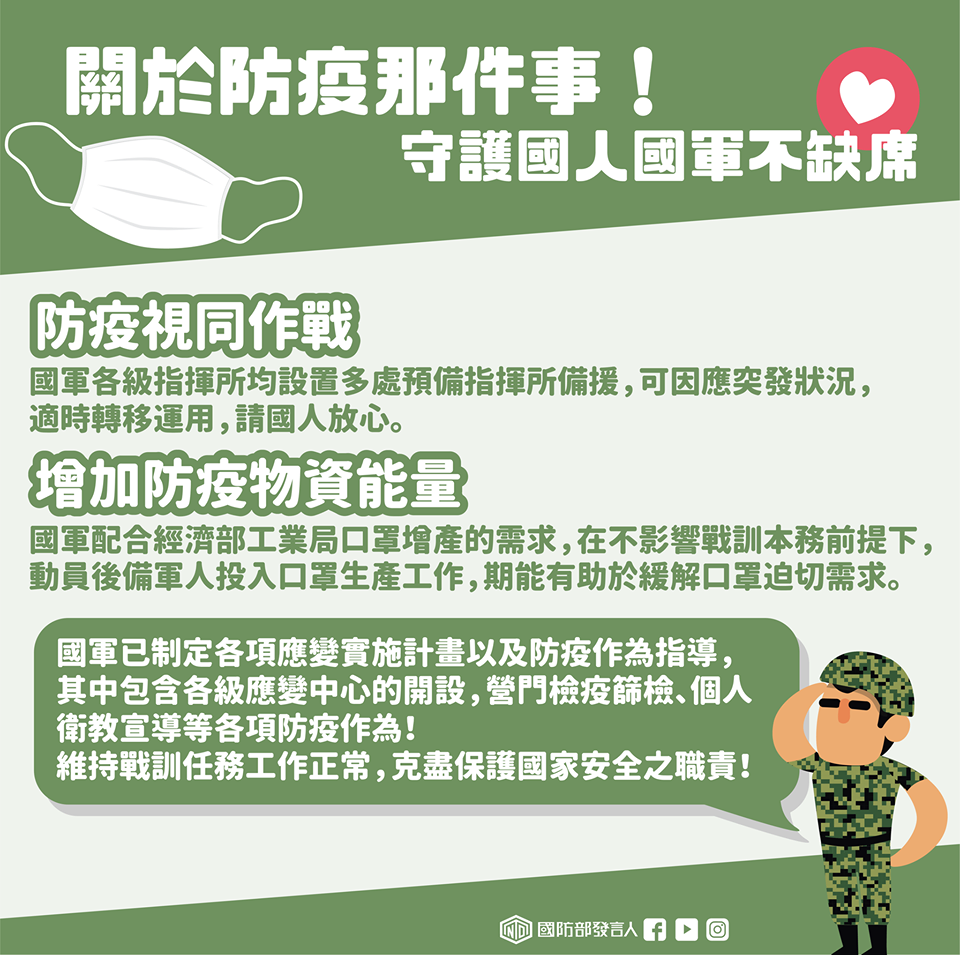 關於防疫那件事！
守護國人國軍不缺席
防疫視同作戰
國軍各級指揮所均設置多處預備指揮所備援，可因應突發狀況，
適時轉移運用，請國人放心。
增加防疫物資能量
國軍配合經濟部工業局口罩增產的需求，在不影響戰訓本務前提下，
動員後備軍人投入口罩生產工作，期能有助於緩解口罩迫切需求。
國軍已制定各項應變實施計畫以及防疫作為指導，
其中包含各級應變中心的開設，營門檢疫篩檢、個人
衛教宣導等各項防疫作為！
維持戰訓任務工作正常，克盡保護國家安全之職責！
國防部發言人